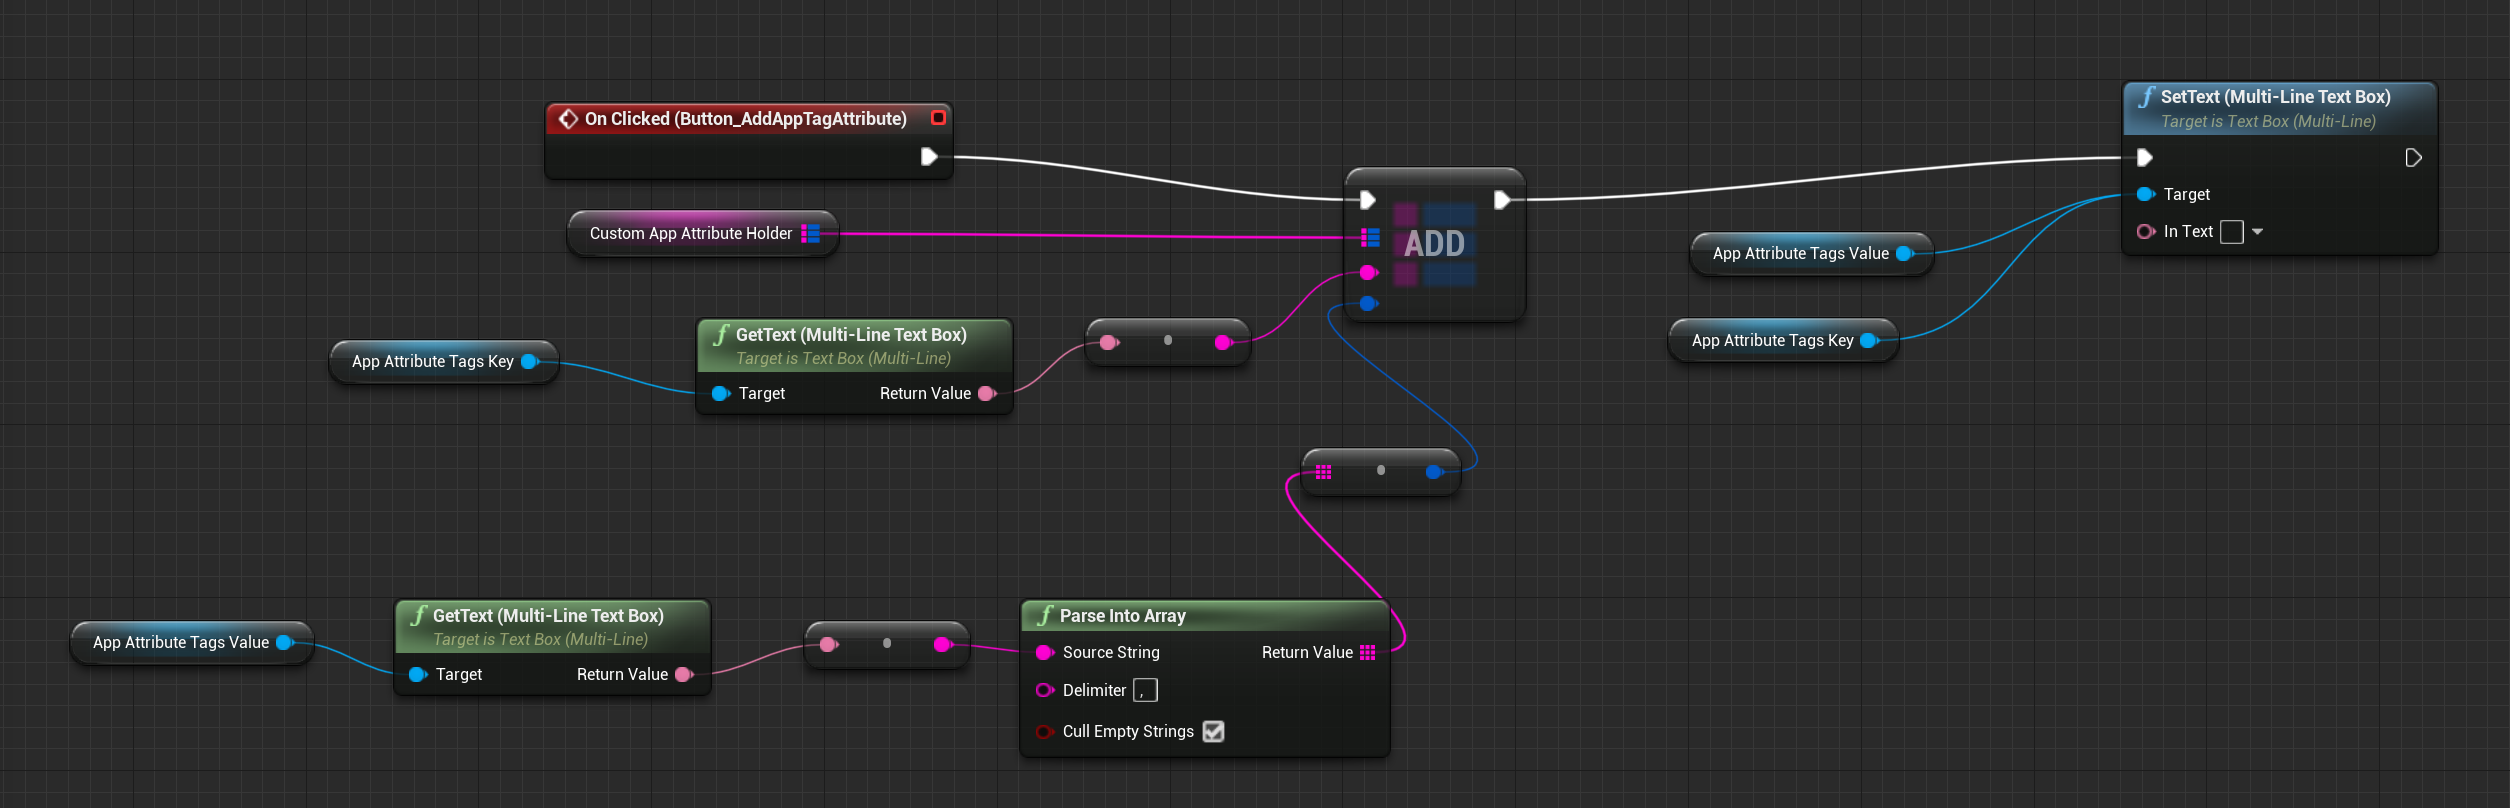 On Clicked (Button_AddAppTagAttribute)
Custom App Attribute Holder
App Attribute Tags Key
GetText (Multi-Line Text Box)
Target is Text Box (Multi-Line)
Target
Return Value
ADD
App Attribute Tags Value
App Attribute Tags Key
SetText (Multi-Line Text Box)
Target is Text Box (Multi-Line)
Target
In Text
App Attribute Tags Value
GetText (Multi-Line Text Box)
Target is Text Box (Multi-Line)
Target
Return Value
Parse Into Array
Source String
Return Value
Delimiter ,
Cull Empty Strings